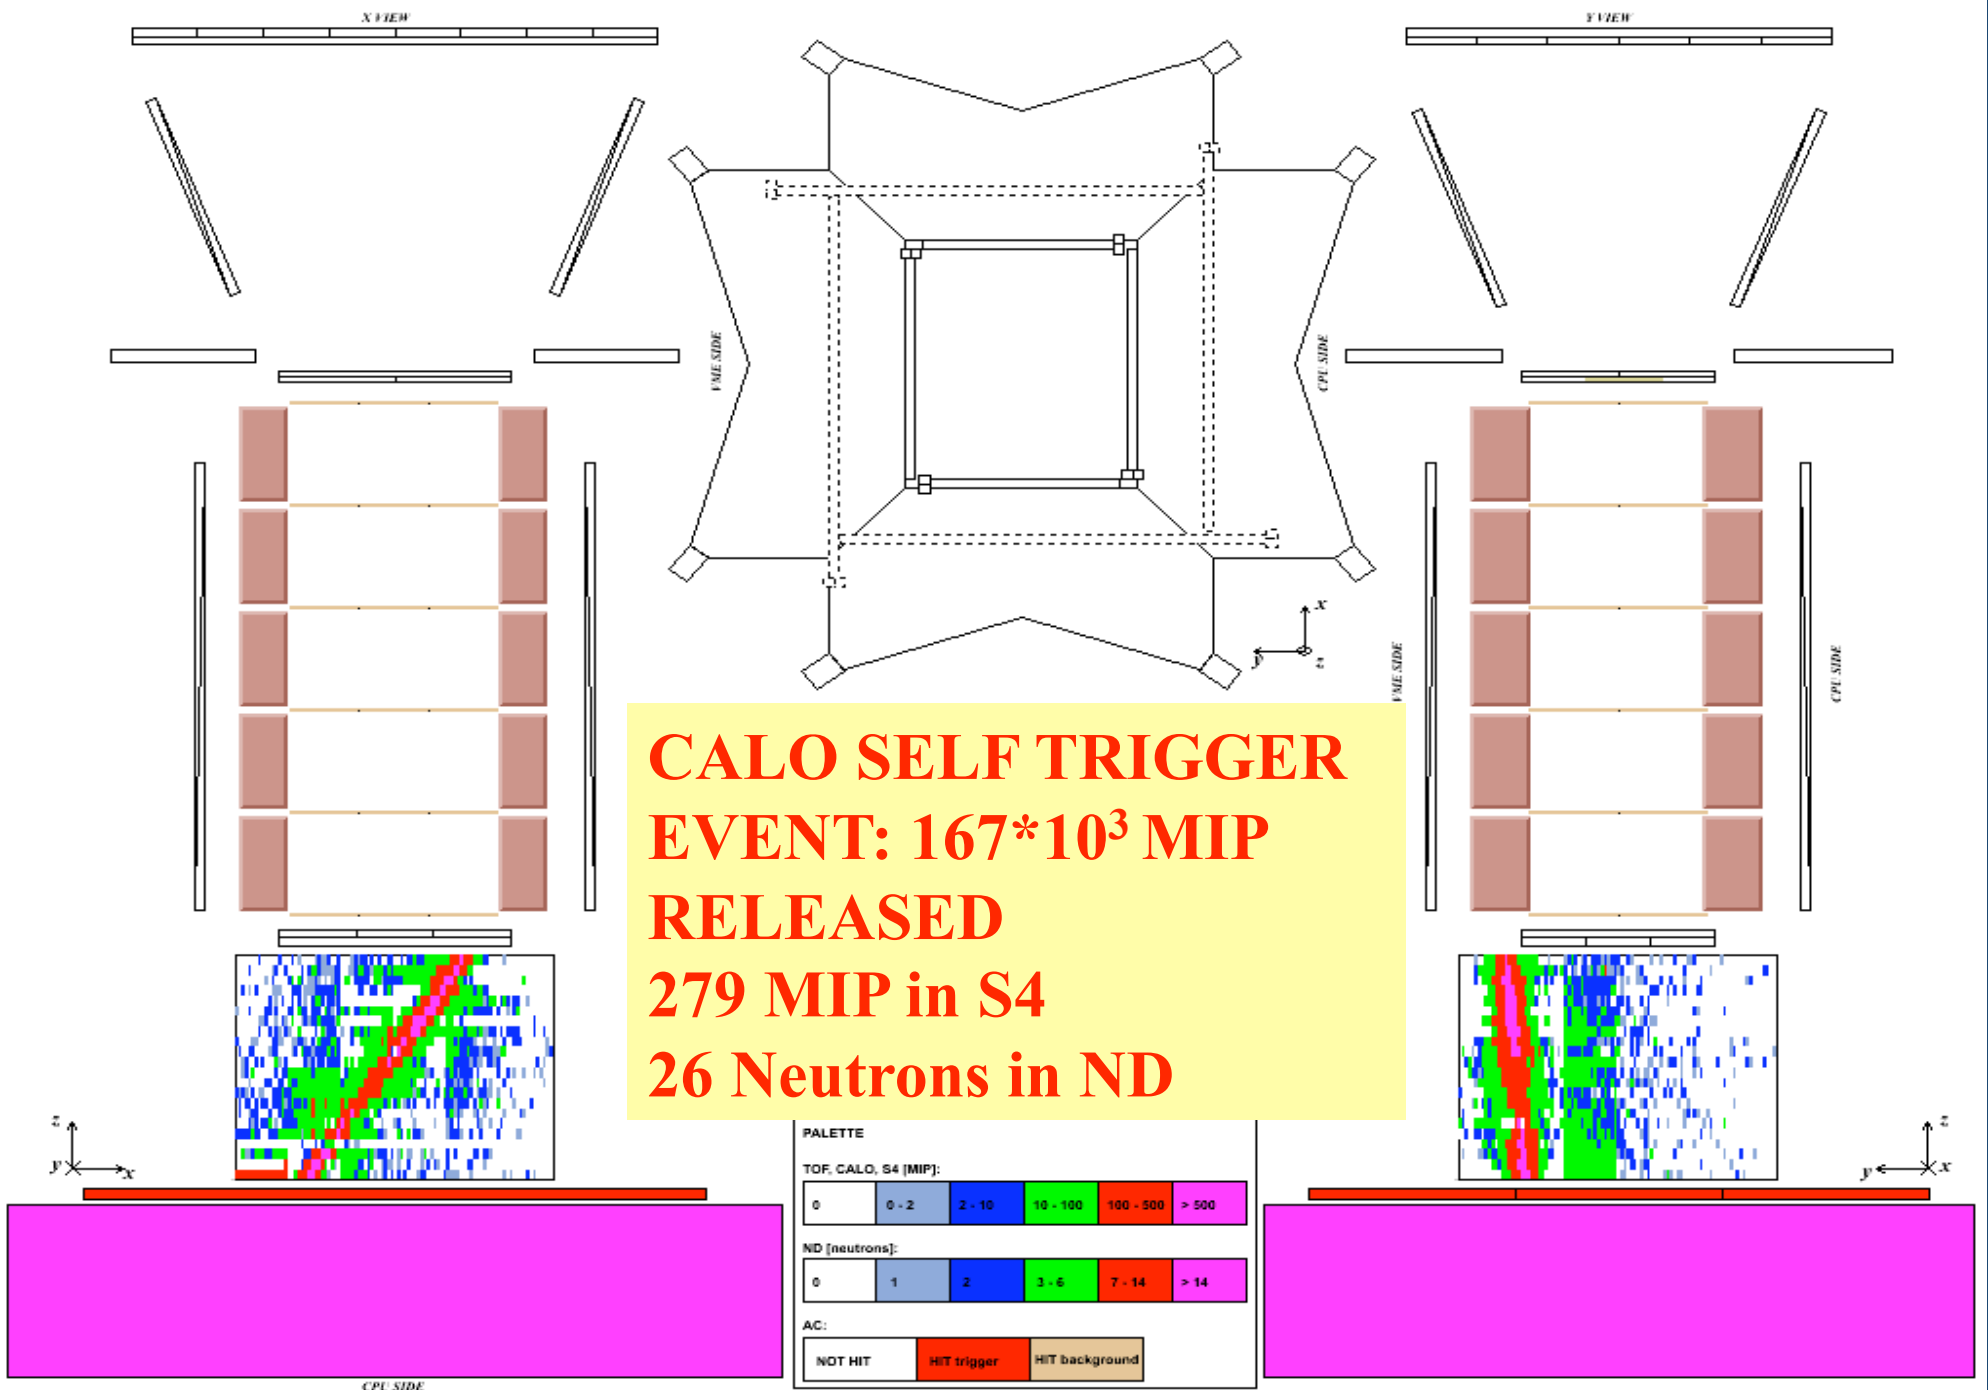 X VIEW
Y VIEW
VME SIDE
CPU SIDE
x
y
z
VME SIDE
CPU SIDE
CALO SELF TRIGGER
EVENT: 167*10³ MIP
RELEASED
279 MIP in S4
26 Neutrons in ND
z
y
x
z
y
x
PALETTE
TOF, CALO, S4 [MIP]:
0 0 - 2 2 - 10 10 - 100 100 - 500 > 500
ND [neutrons]:
0 1 2 3 - 6 7 - 14 > 14
AC:
NOT HIT HIT trigger HIT background
CPU SIDE